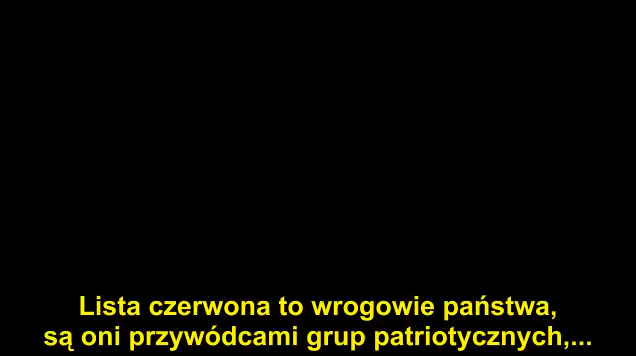 Lista czerwona to wrogowie państwa,
są oni przywódcami grup patriotycznych,...